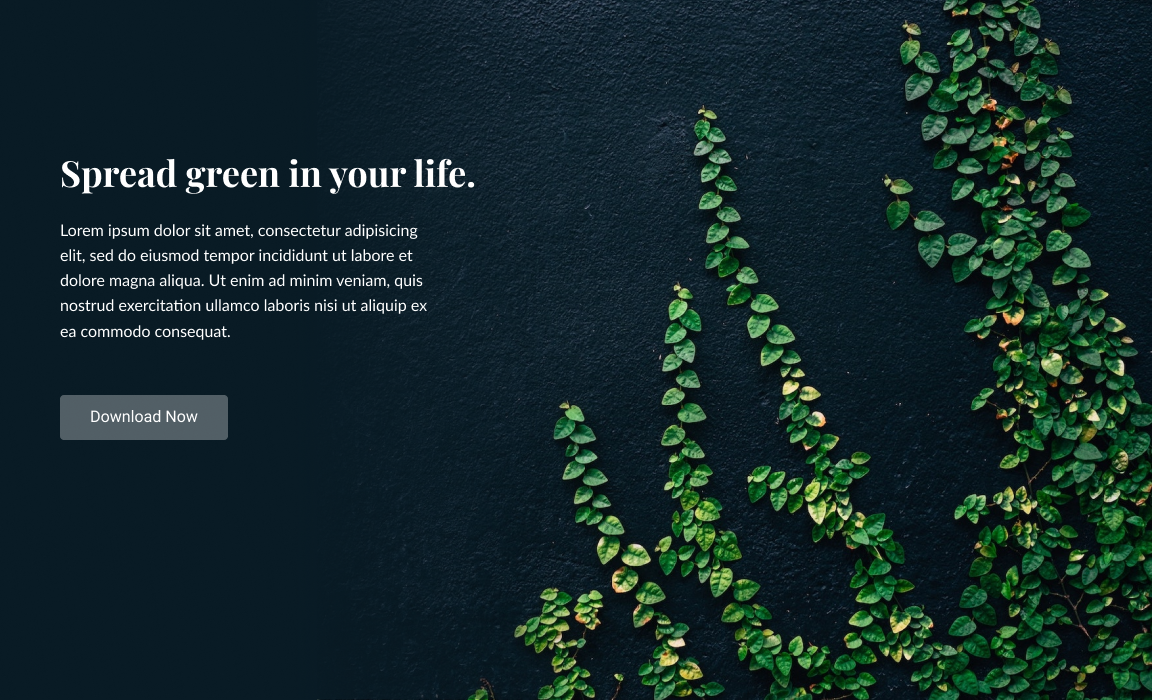 Spread green in your life.
Lorem ipsum dolor sit amet, consectetur adipisicing
elit, sed do eiusmod tempor incididunt ut labore et
dolore magna aliqua. Ut enim ad minim veniam, quis
nostrud exercitation ullamco laboris nisi ut aliquip ex
ea commodo consequat.
Download Now